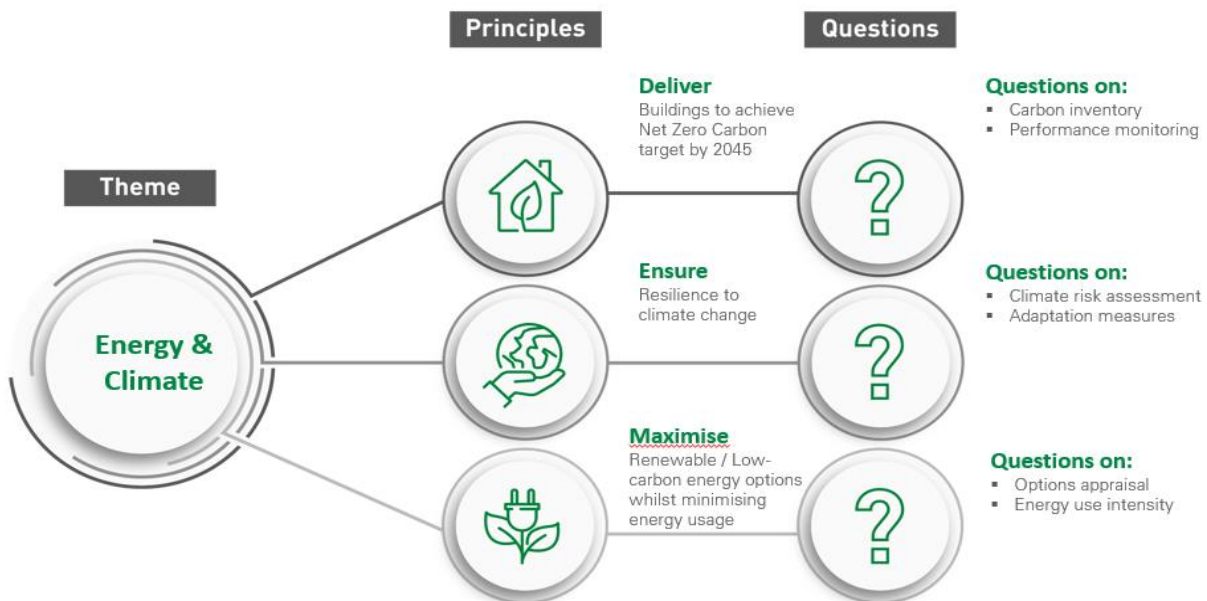 Principles
Questions
Theme
Energy &
Climate
Deliver
Buildings to achieve
Net Zero Carbon
target by 2045
?
Questions on:
▪ Carbon inventory
▪ Performance monitoring
Ensure
Resilience to
climate change
?
Questions on:
▪ Climate risk assessment
▪ Adaptation measures
Maximise
Renewable / Low-
carbon energy options
whilst minimising
energy usage
?
Questions on:
▪ Options appraisal
▪ Energy use intensity